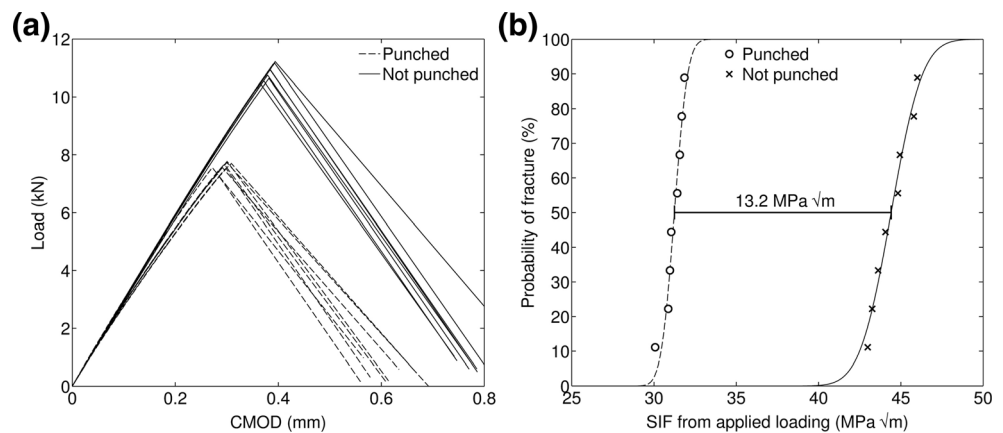 (a)
12
10
8
6
4
2
0
Load (kN)
0
0.2
0.4
0.6
0.8
CMOD (mm)
Punched
Not punched
(b)
100
90
80
70
60
50
40
30
20
10
0
Probability of fracture (%)
25
30
35
40
45
50
SIF from applied loading (MPa √m)
Punched
Not punched
13.2 MPa √m